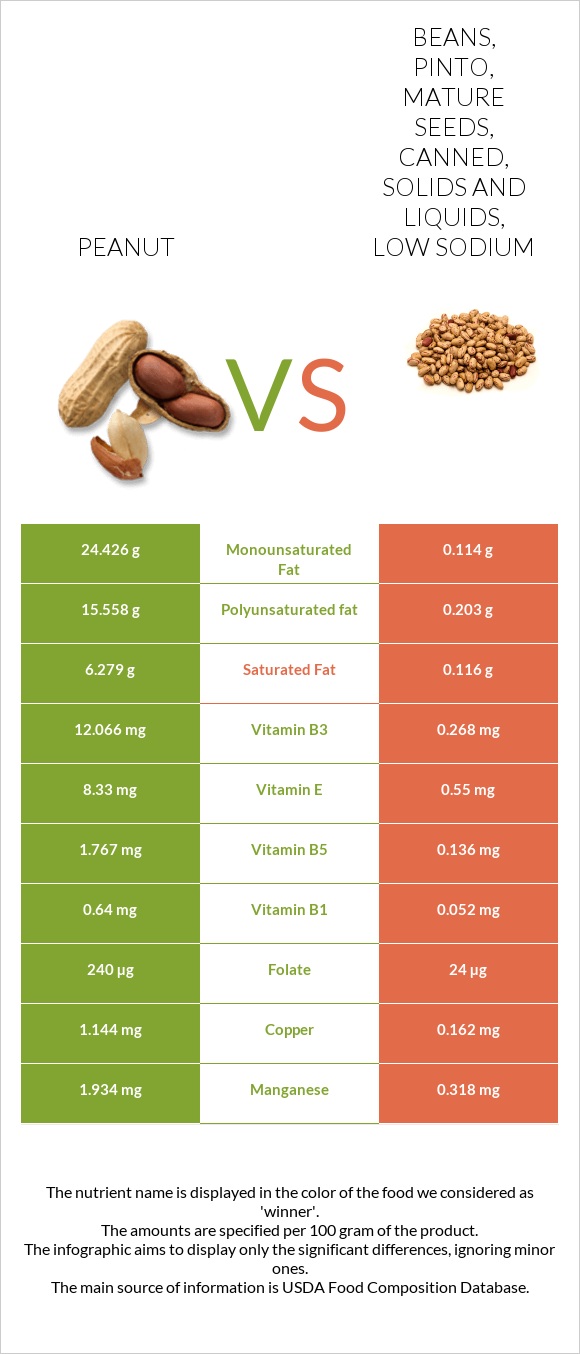 BEANS,
PINTO,
MATURE
SEEDS,
CANNED,
SOLIDS AND
LIQUIDS,
LOW SODIUM
PEANUT
VS
24.426 g Monounsaturated Fat 0.114 g
15.558 g Polyunsaturated fat 0.203 g
6.279 g Saturated Fat 0.116 g
12.066 mg Vitamin B3 0.268 mg
8.33 mg Vitamin E 0.55 mg
1.767 mg Vitamin B5 0.136 mg
0.64 mg Vitamin B1 0.052 mg
240 µg Folate 24 µg
1.144 mg Copper 0.162 mg
1.934 mg Manganese 0.318 mg
The nutrient name is displayed in the color of the food we considered as
'winner'.
The amounts are specified per 100 gram of the product.
The infographic aims to display only the significant differences, ignoring minor
ones.
The main source of information is USDA Food Composition Database.